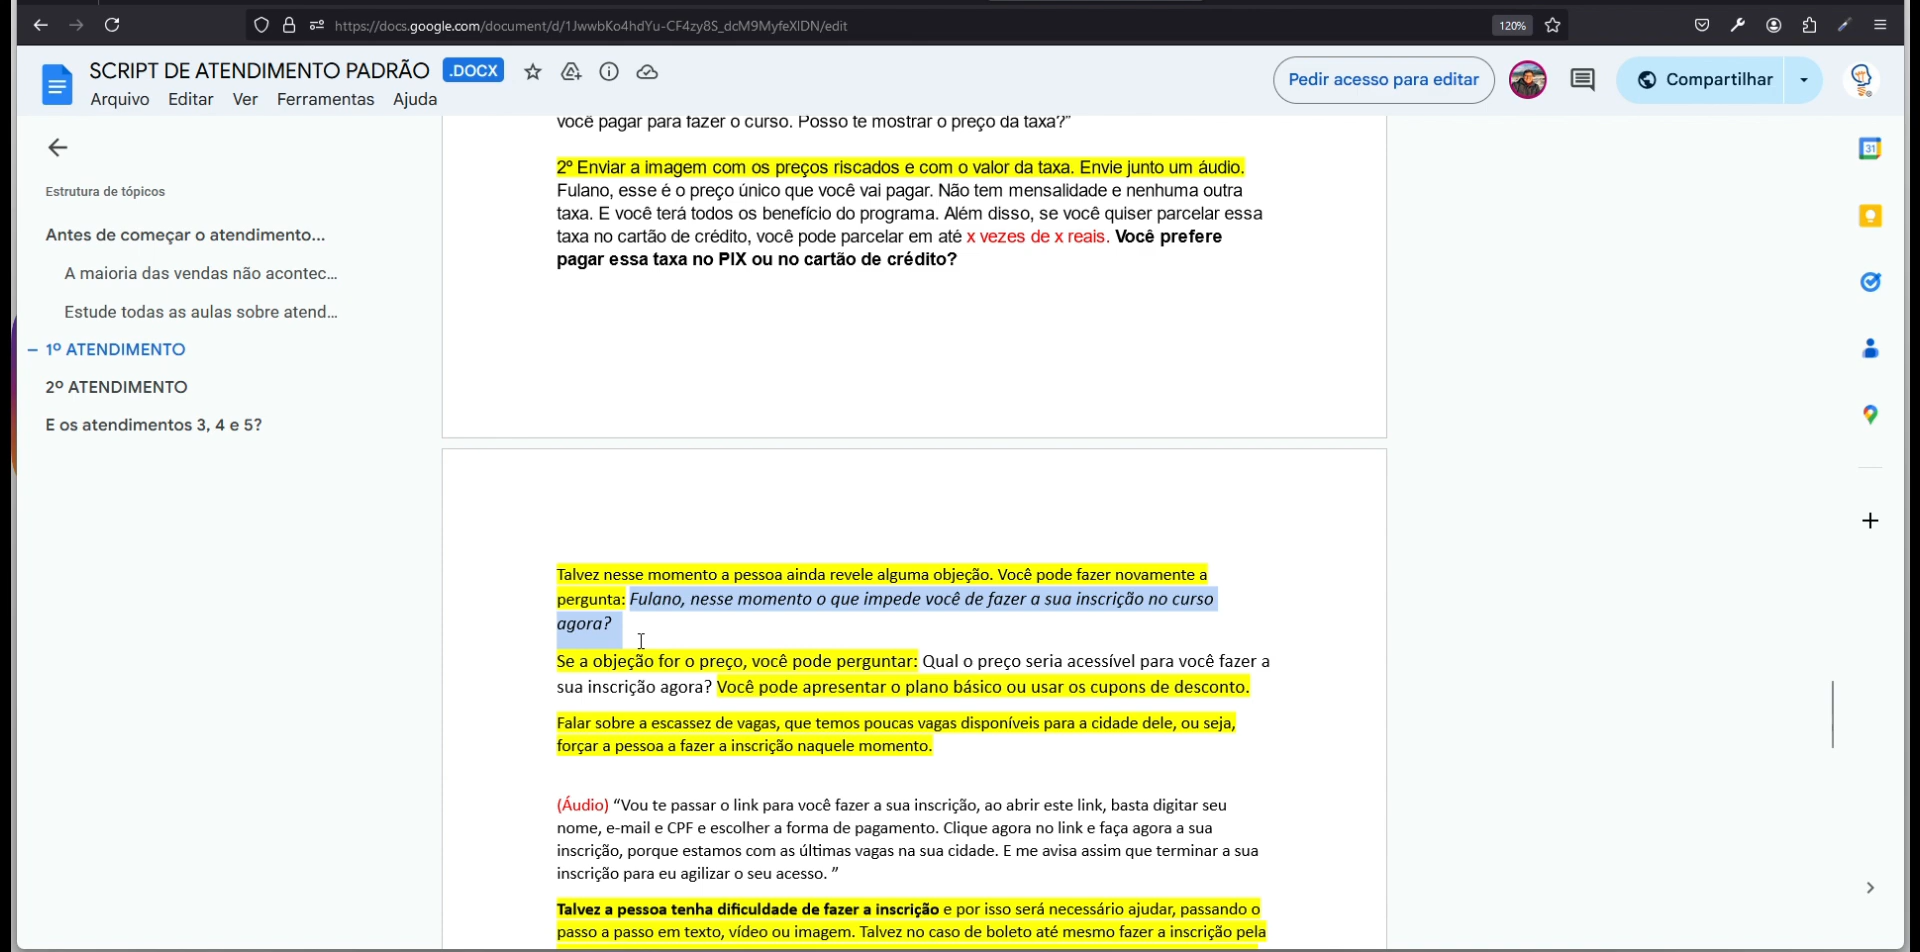 https://docs.google.com/document/d/1JwwbKo4hdYu-CF4zy8S_dcM9MyfeXIDN/edit
120%
SCRIPT DE ATENDIMENTO PADRÃO .DOCX
Arquivo Editar Ver Ferramentas Ajuda
Pedir acesso para editar
Compartilhar
Estrutura de tópicos
Antes de começar o atendimento...
A maioria das vendas não acontec...
Estude todas as aulas sobre atend...
1º ATENDIMENTO
2º ATENDIMENTO
E os atendimentos 3, 4 e 5?
você pagar para fazer o curso. Posso te mostrar o preço da taxa?"
2º Enviar a imagem com os preços riscados e com o valor da taxa. Envie junto um áudio.
Fulano, esse é o preço único que você vai pagar. Não tem mensalidade e nenhuma outra
taxa. E você terá todos os benefício do programa. Além disso, se você quiser parcelar essa
taxa no cartão de crédito, você pode parcelar em até x vezes de x reais. Você prefere
pagar essa taxa no PIX ou no cartão de crédito?
Talvez nesse momento a pessoa ainda revele alguma objeção. Você pode fazer novamente a
pergunta: Fulano, nesse momento o que impede você de fazer a sua inscrição no curso
agora?
Se a objeção for o preço, você pode perguntar: Qual o preço seria acessível para você fazer a
sua inscrição agora? Você pode apresentar o plano básico ou usar os cupons de desconto.
Falar sobre a escassez de vagas, que temos poucas vagas disponíveis para a cidade dele, ou seja,
forçar a pessoa a fazer a inscrição naquele momento.
(Áudio) “Vou te passar o link para você fazer a sua inscrição, ao abrir este link, basta digitar seu
nome, e-mail e CPF e escolher a forma de pagamento. Clique agora no link e faça agora a sua
inscrição, porque estamos com as últimas vagas na sua cidade. E me avisa assim que terminar a sua
inscrição para eu agilizar o seu acesso. ”
Talvez a pessoa tenha dificuldade de fazer a inscrição e por isso será necessário ajudar, passando o
passo a passo em texto, vídeo ou imagem. Talvez no caso de boleto até mesmo fazer a inscrição pela
31